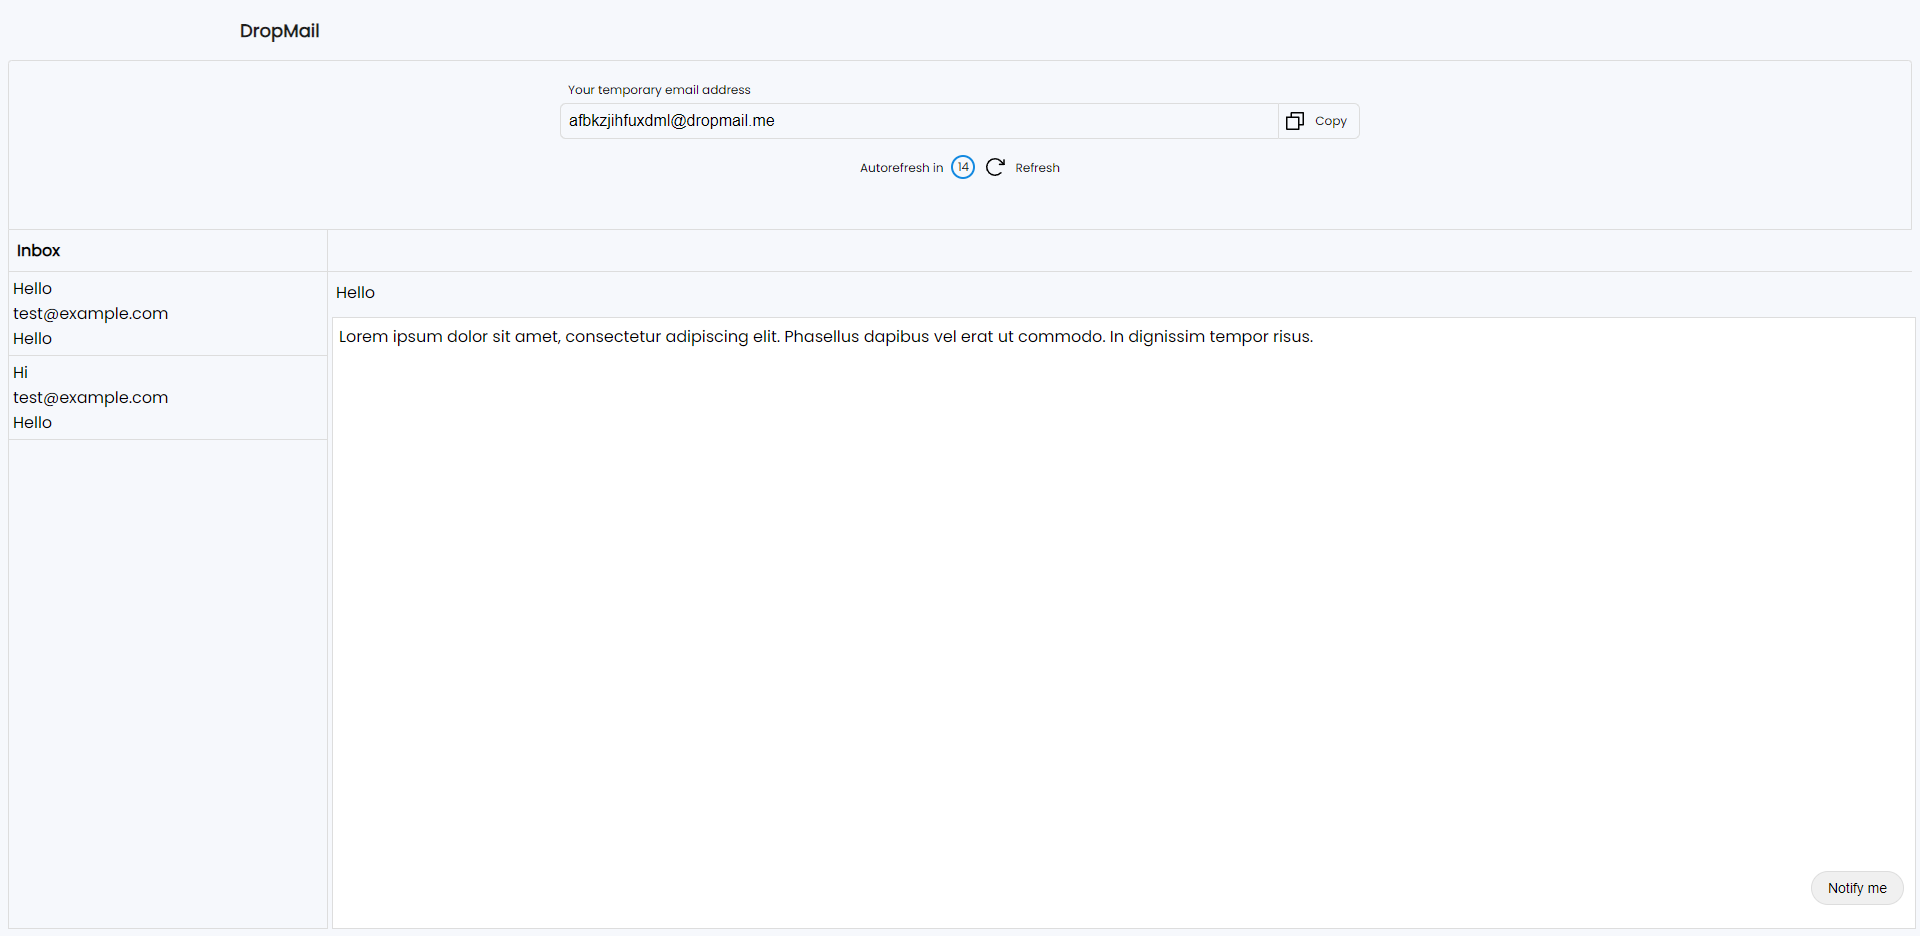 DropMail
Your temporary email address
afbkzjihfuxdml@dropmail.me
Copy
Autorefresh in 14 Refresh
Inbox
Hello
test@example.com
Hello
Hi
test@example.com
Hello
Hello
Lorem ipsum dolor sit amet, consectetur adipiscing elit. Phasellus dapibus vel erat ut commodo. In dignissim tempor risus.
Notify me